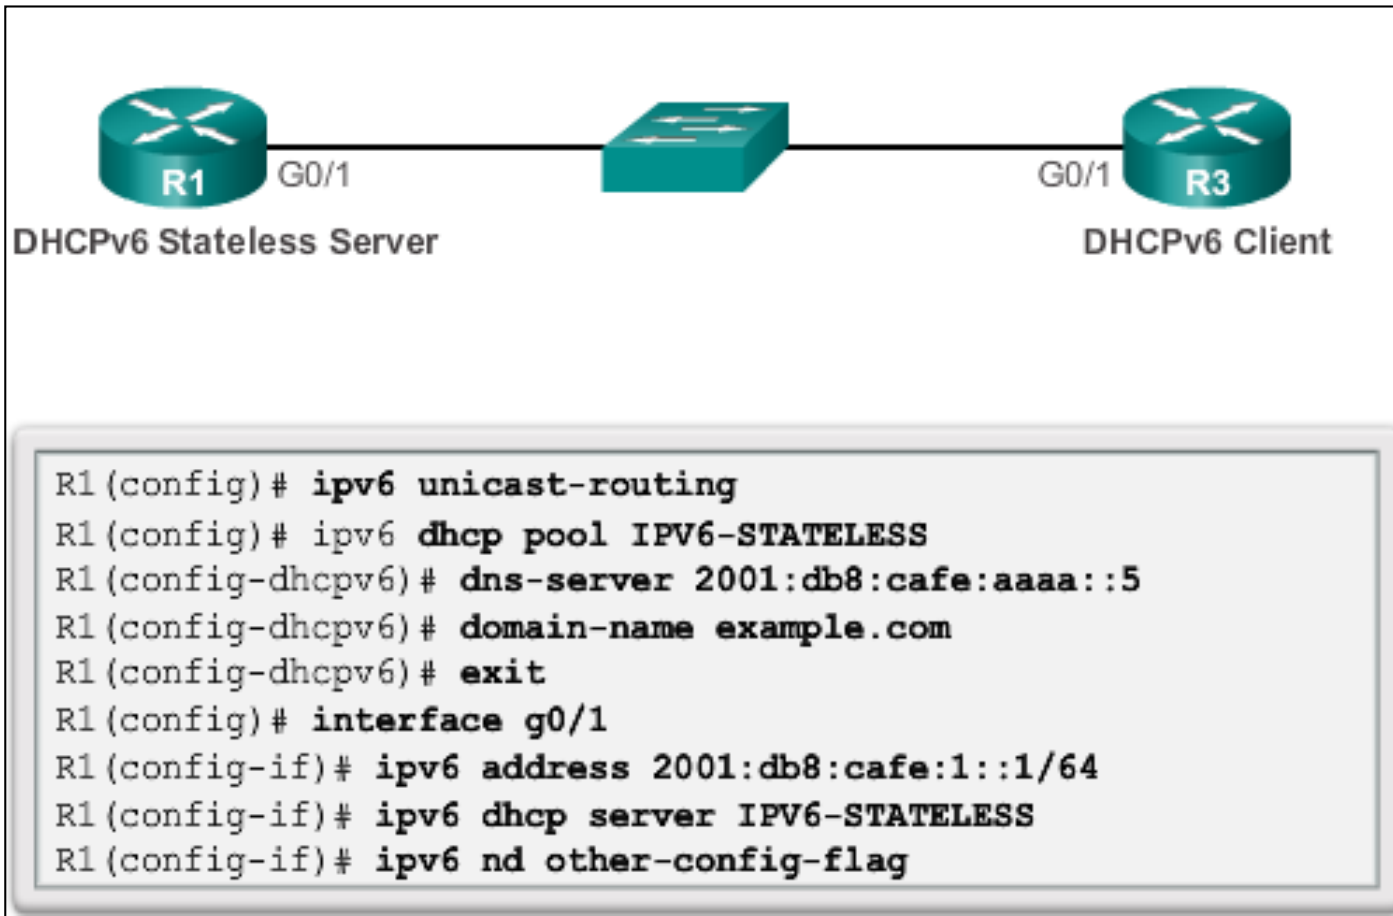 R1
G0/1
G0/1
R3
DHCPv6 Stateless Server
DHCPv6 Client
R1(config)# ipv6 unicast-routing
R1(config)# ipv6 dhcp pool IPV6-STATELESS
R1(config-dhcpv6)# dns-server 2001:db8:cafe:aaaa::5
R1(config-dhcpv6)# domain-name example.com
R1(config-dhcpv6)# exit
R1(config)# interface g0/1
R1(config-if)# ipv6 address 2001:db8:cafe:1::1/64
R1(config-if)# ipv6 dhcp server IPV6-STATELESS
R1(config-if)# ipv6 nd other-config-flag